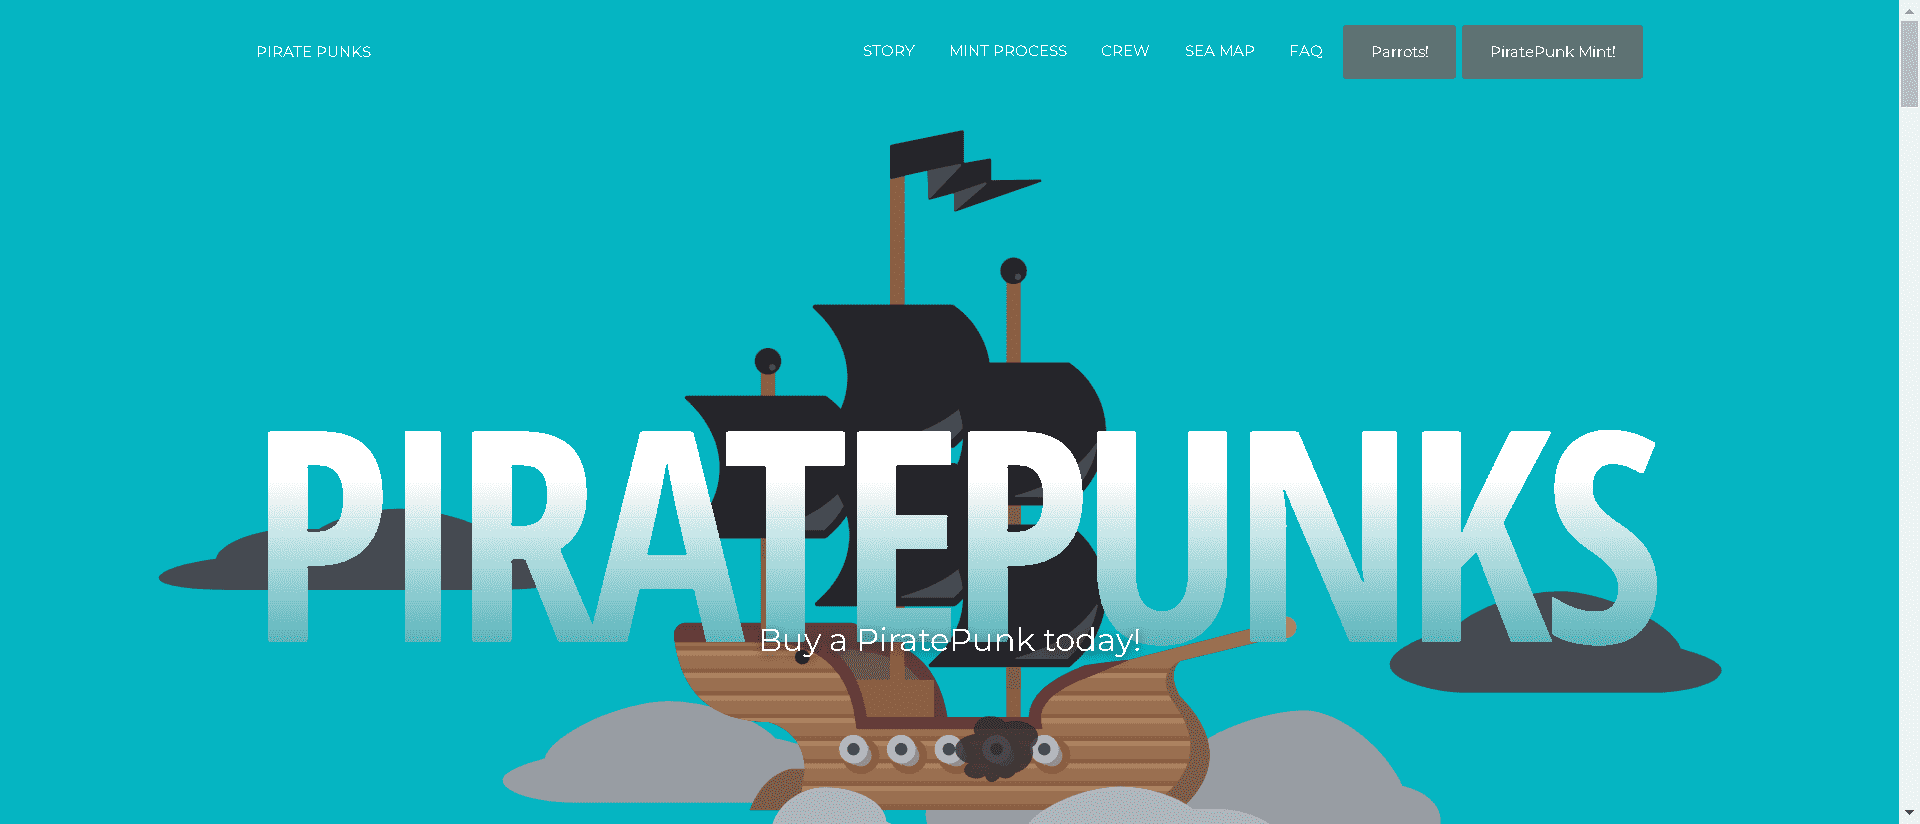 PIRATE PUNKS
STORY
MINT PROCESS
CREW
SEA MAP
FAQ
Parrots!
PiratePunk Mint!
PIRATEPUNKS
Buy a PiratePunk today!